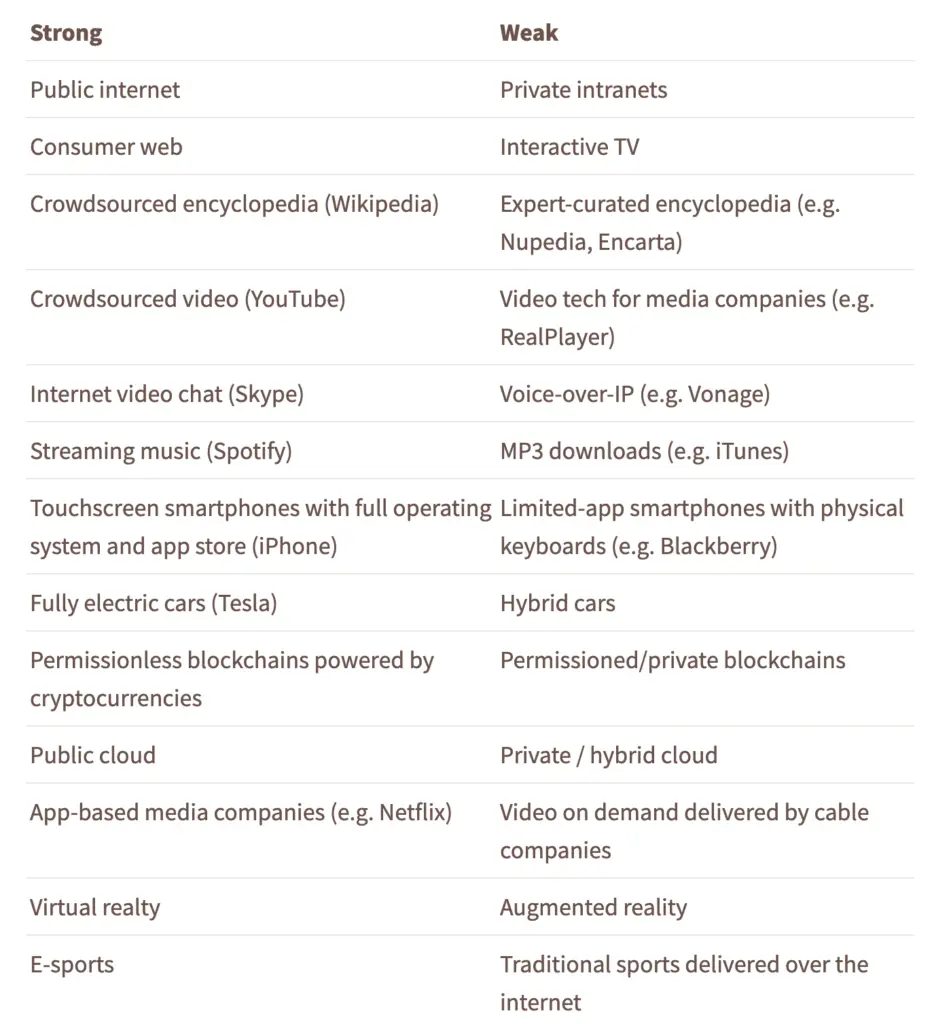 Strong Weak
Public internet Private intranets
Consumer web Interactive TV
Crowdsourced encyclopedia (Wikipedia) Expert-curated encyclopedia (e.g.
Nupedia, Encarta)
Crowdsourced video (YouTube) Video tech for media companies (e.g.
RealPlayer)
Internet video chat (Skype) Voice-over-IP (e.g. Vonage)
Streaming music (Spotify) MP3 downloads (e.g. iTunes)
Touchscreen smartphones with full operating Limited-app smartphones with physical
system and app store (iPhone) keyboards (e.g. Blackberry)
Fully electric cars (Tesla) Hybrid cars
Permissionless blockchains powered by Permissioned/private blockchains
cryptocurrencies
Public cloud Private / hybrid cloud
App-based media companies (e.g. Netflix) Video on demand delivered by cable
companies
Virtual realty Augmented reality
E-sports Traditional sports delivered over the
internet